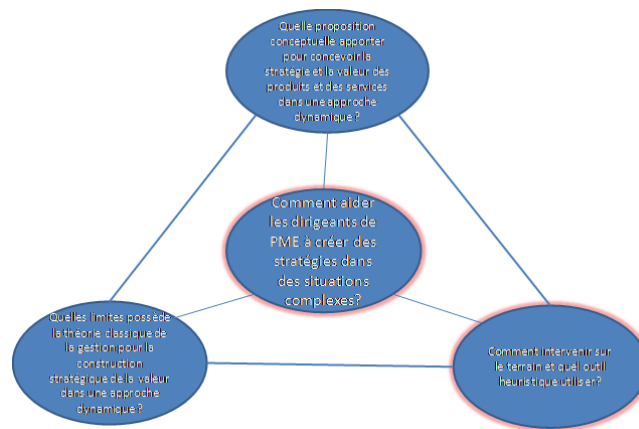 Quelle proposition
conceptuelle apporter
pour concevoir la
stratégie et la valeur des
produits et des services
dans une approche
dynamique ?
Comment aider
les dirigeants de
PME à créer des
stratégies dans
des situations
complexes?
Quelles limites possède
la théorie classique de
la gestion pour la
construction
stratégique de la valeur
dans une approche
dynamique ?
Comment intervenir sur
le terrain et quel outil
heuristique utiliser?